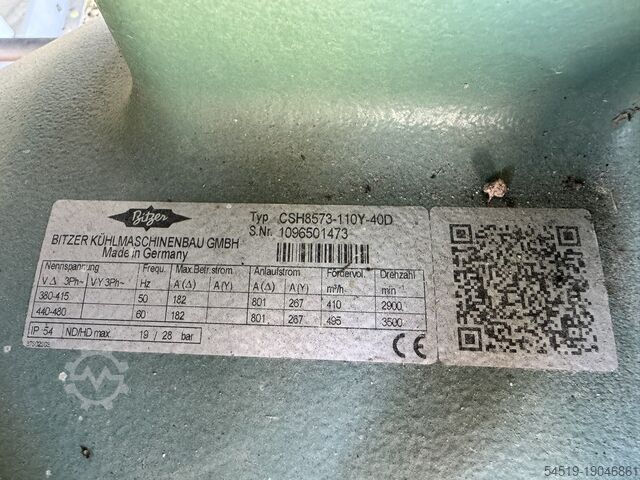 Bitzer
Typ CSH8573-110Y-40D
S.Nr. 1096501473
BITZER KÜHLMASCHINENBAU GMBH
Made in Germany
Nennspannung Frequ. Max.Betr.strom. Anlaufstrom Fördervol. Drehzahl
V Δ 3Ph~ V Y 3Ph~ Hz A (Δ) A (Y) A (Δ) A (Y) m³/h min⁻¹
380-415 50 182 801 267 410 2900
440-480 60 182 801 267 495 3500
IP 54 ND/HD max. 19 / 28 bar
CE
54519-19046861